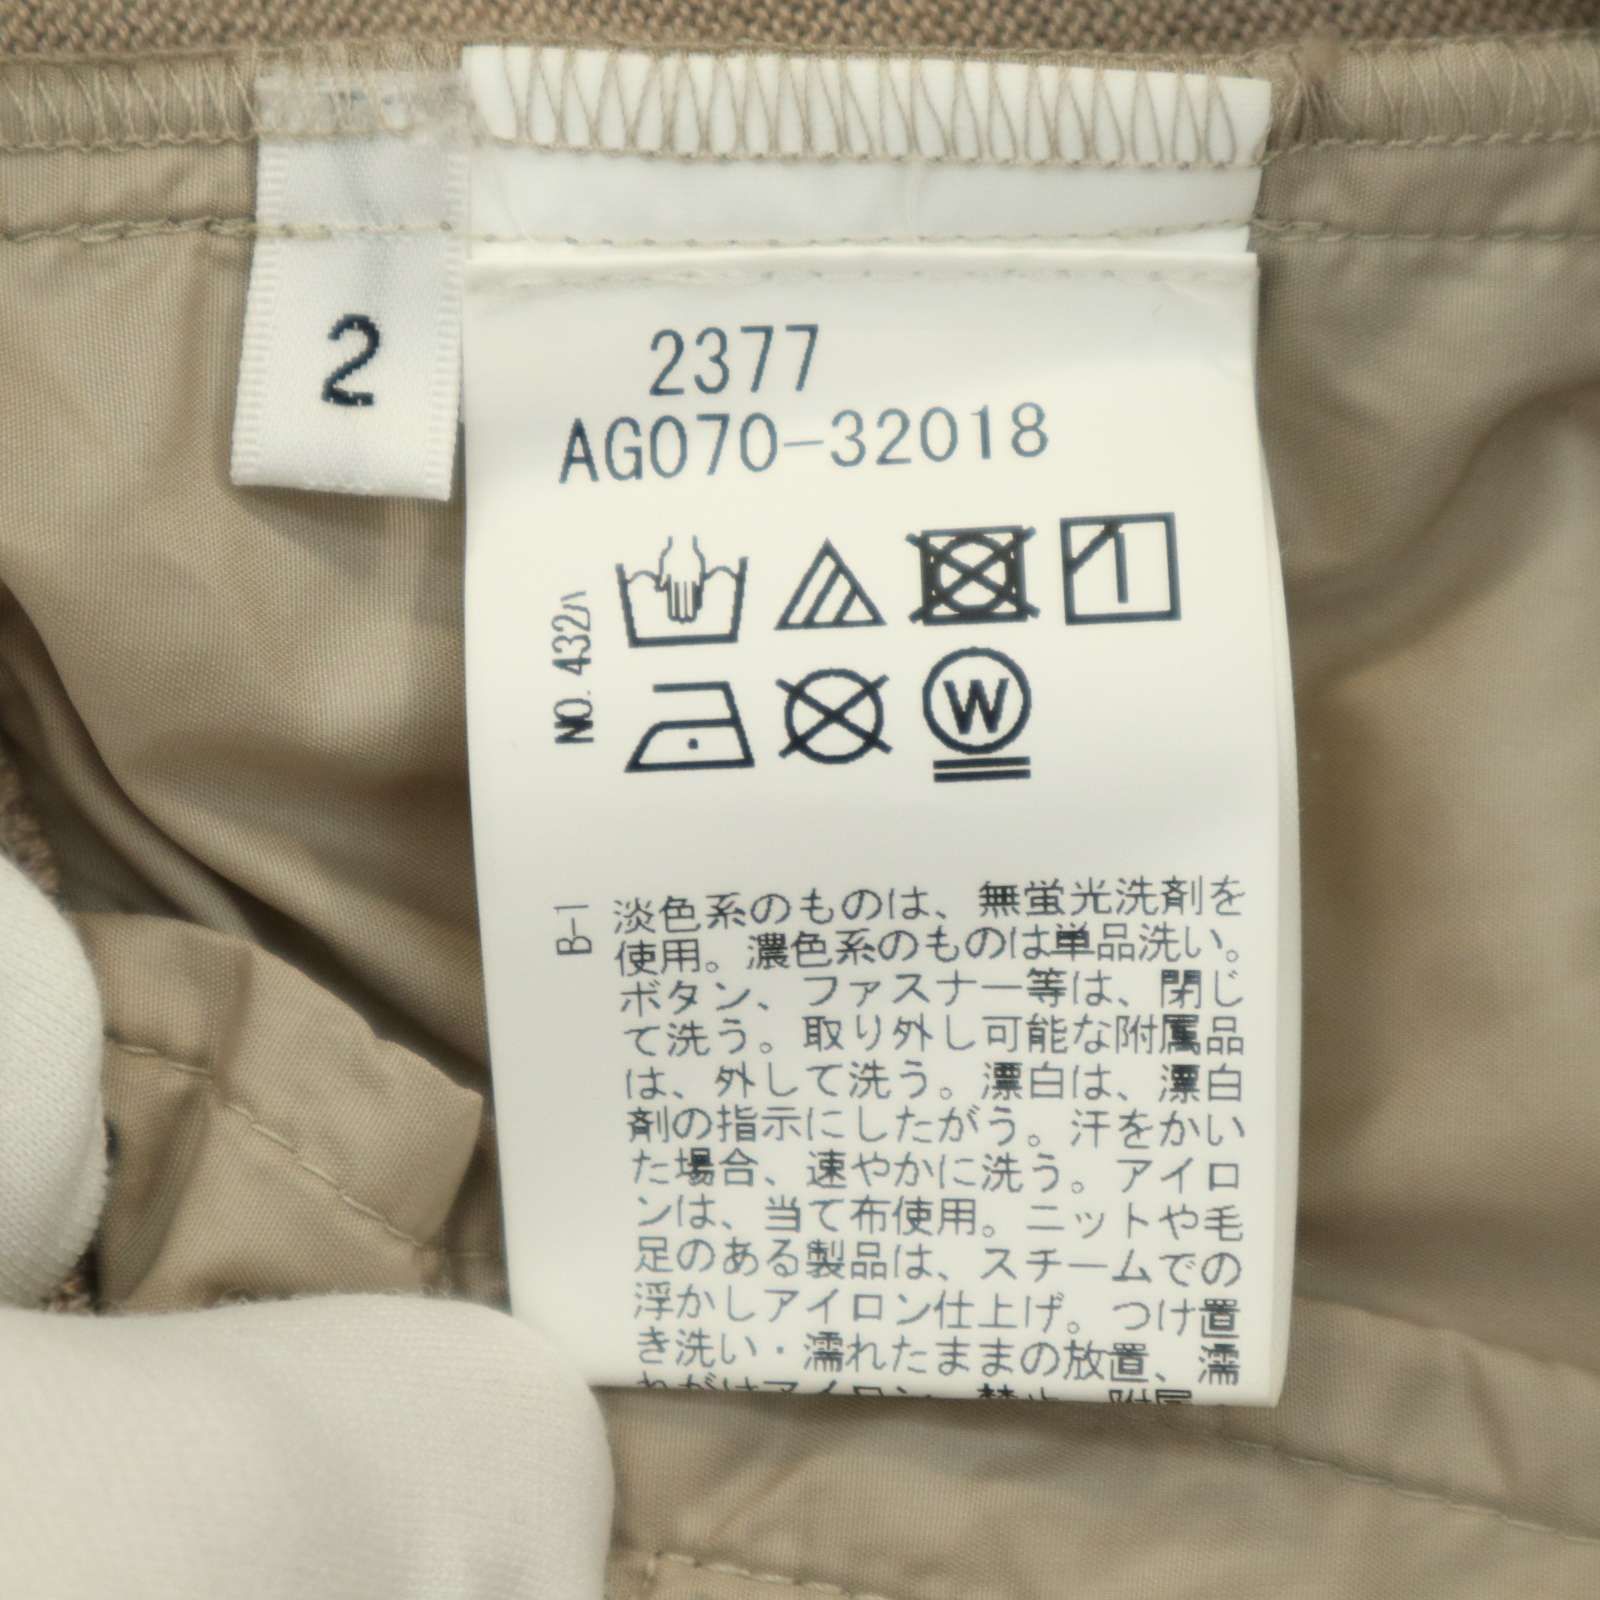 2
2377
AG070-32018
NO. 432ハ
W
B-1
淡色系のものは、無蛍光洗剤を
使用。濃色系のものは単品洗い。
ボタン、ファスナー等は、閉じ
て洗う。取り外し可能な附属品
は、外して洗う。漂白は、漂白
剤の指示にしたがう。汗をかい
た場合、速やかに洗う。アイロ
ンは、当て布使用。ニットや毛
足のある製品は、スチームでの
浮かしアイロン仕上げ。つけ置
き洗い・濡れたままの放置、濡